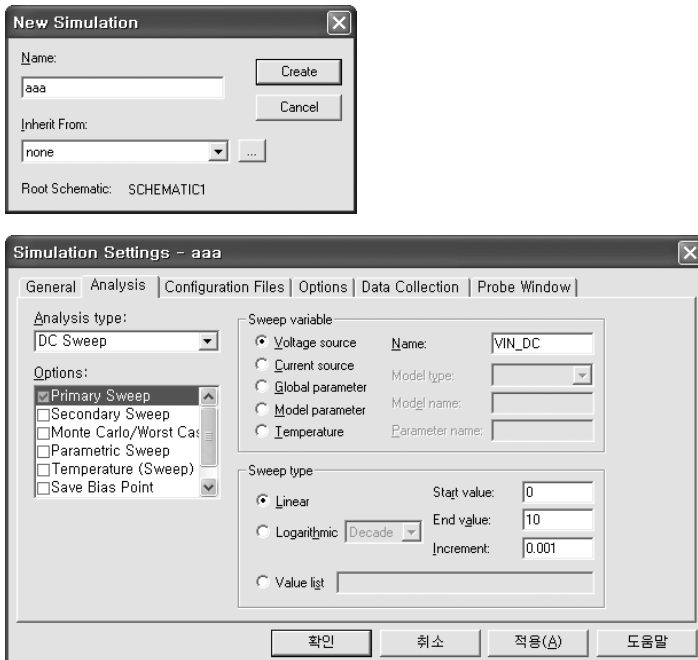 New Simulation
Name:
aaa
Create
Cancel
Inherit From:
none
...
Root Schematic: SCHEMATIC1
Simulation Settings - aaa
General Analysis Configuration Files Options Data Collection Probe Window
Analysis type:
DC Sweep
Options:
Primary Sweep
Secondary Sweep
Monte Carlo/Worst Cas
Parametric Sweep
Temperature (Sweep)
Save Bias Point
Sweep variable
Voltage source Name: VIN_DC
Current source Model type:
Global parameter
Model parameter Model name:
Temperature Parameter name:
Sweep type
Linear
Logarithmic Decade
Start value: 0
End value: 10
Increment: 0.001
Value list
확인 취소 적용(A) 도움말